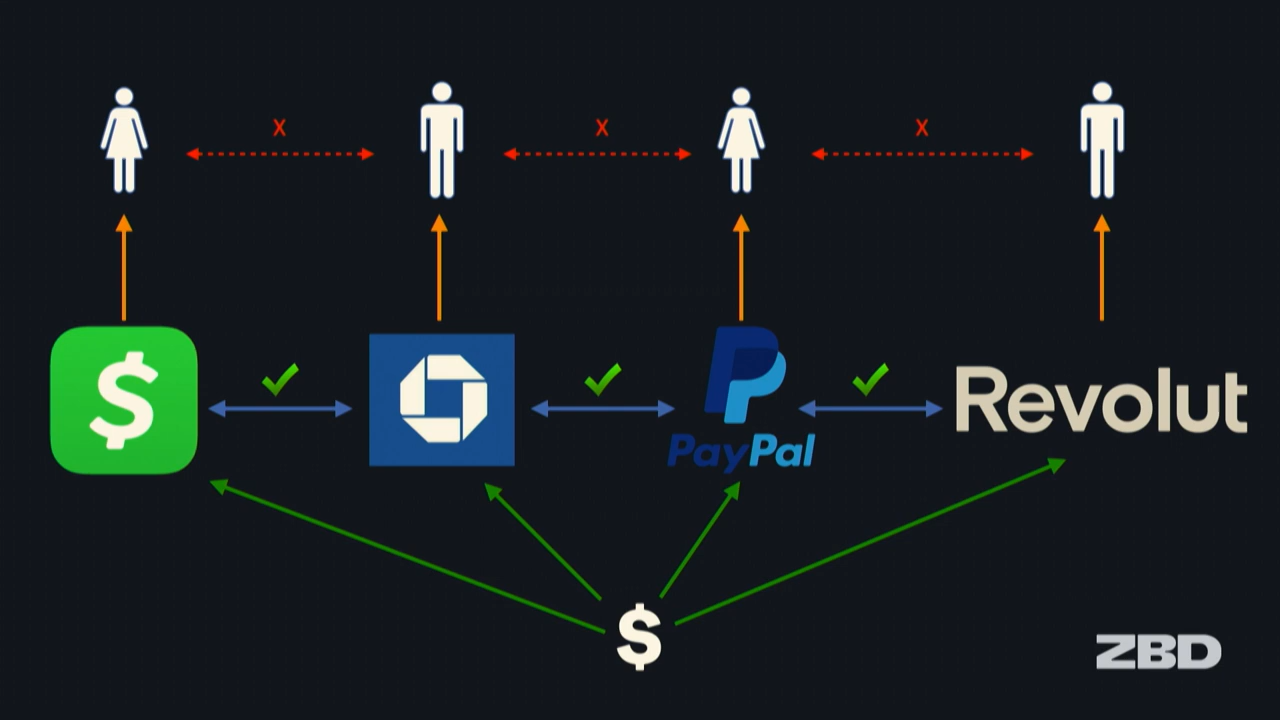 X X X
$
PayPal
Revolut
$
ZBD